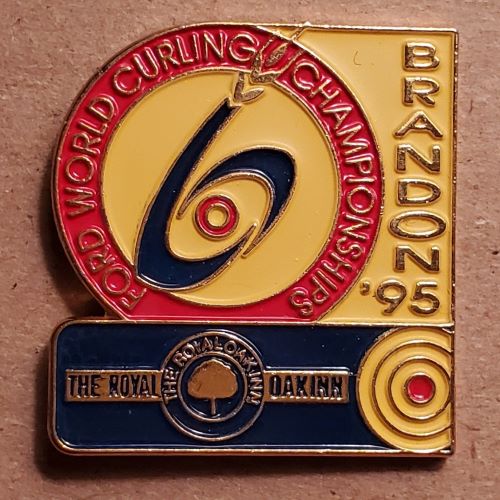 FORD WORLD CURLING CHAMPIONSHIPS
BRANDON '95
THE ROYAL OAK INN
THE ROYAL OAK INN